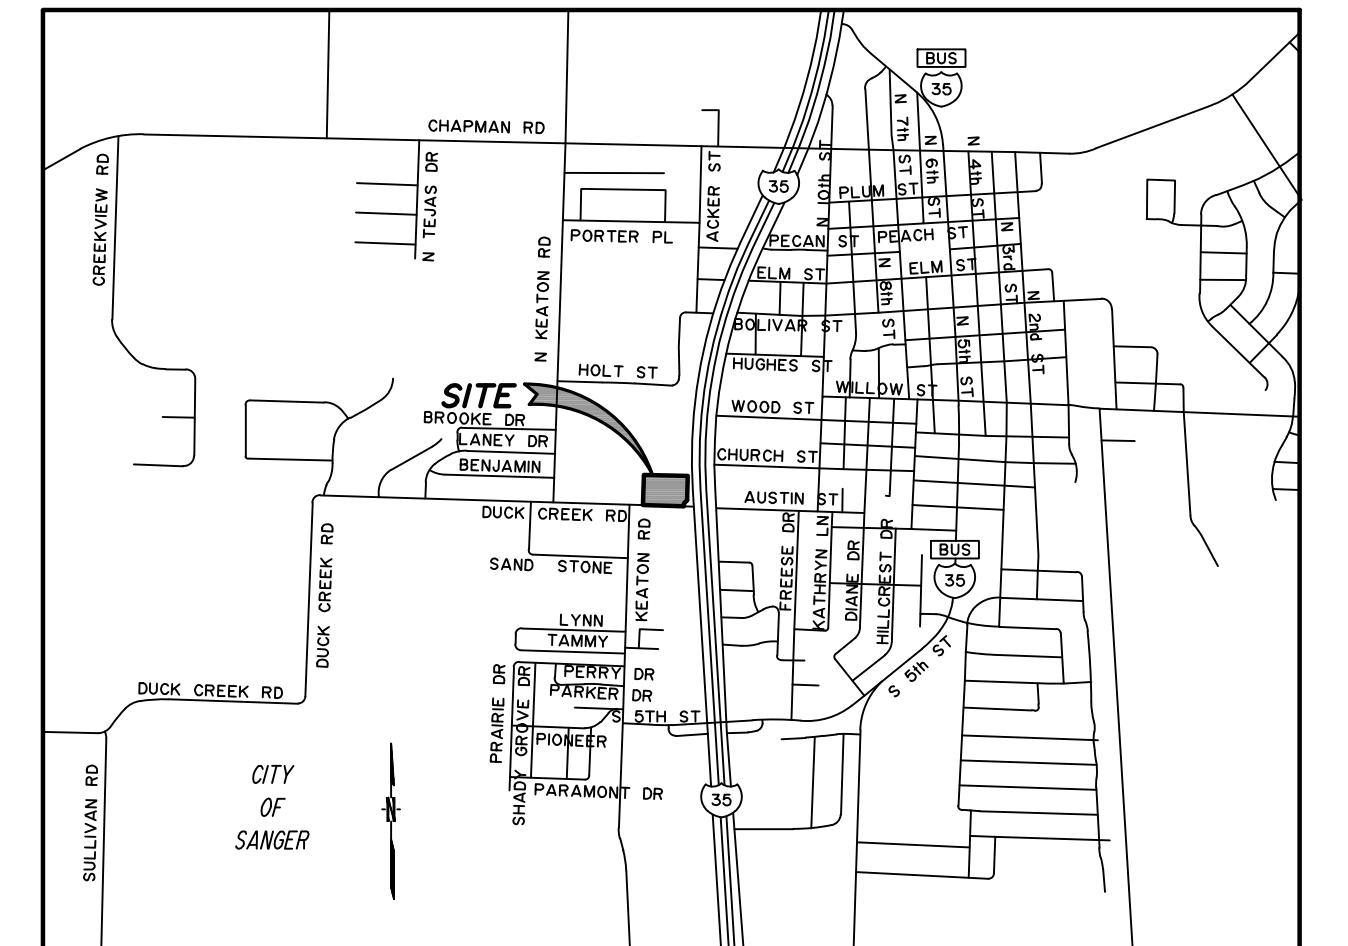 BUS
35
CHAPMAN RD
N 7th ST
N 6th ST
N 4th ST
CREEKVIEW RD
N TEJAS DR
ACKER ST
35
N 10th ST
PLUM ST
PORTER PL
PECAN ST
PEACH ST
N 3rd ST
N KEATON RD
ELM ST
N 8th ST
ELM ST
N 2nd ST
BOLIVAR ST
N 5th ST
HUGHES ST
HOLT ST
SITE
WILLOW ST
BROOKE DR
WOOD ST
LANEY DR
BENJAMIN
CHURCH ST
AUSTIN ST
DUCK CREEK RD
KEATON RD
FREESE DR
KATHRYN LN
DIANE DR
HILLCREST DR
BUS
35
DUCK CREEK RD
SAND STONE
LYNN
TAMMY
PERRY DR
PARKER DR
S 5th ST
PRAIRIE DR
SHADY GROVE DR
DUCK CREEK RD
S 5TH ST
PIONEER
PARAMONT DR
35
SULLIVAN RD
CITY
OF
SANGER
N